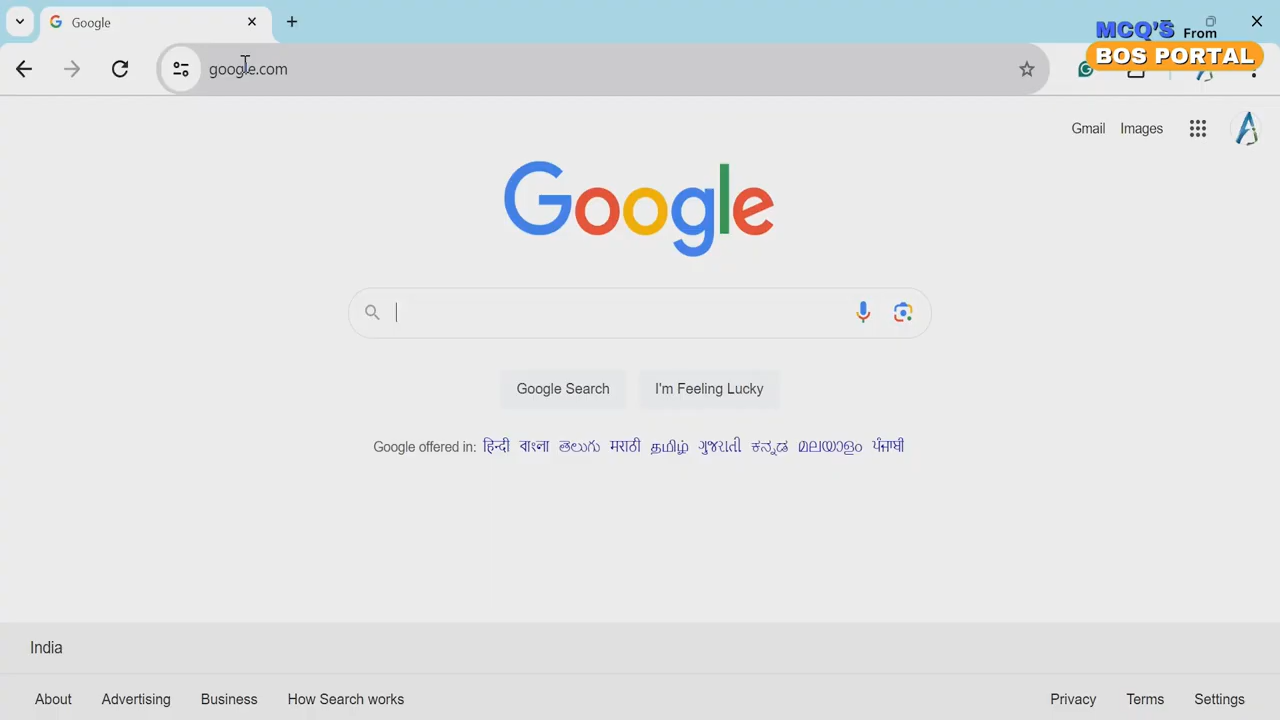 Google
MCQ'S From
BOS PORTAL
google.com
Gmail Images
Google
Google Search I'm Feeling Lucky
Google offered in: हिन्दी বাংলা తెలుగు मराठी தமிழ் ગુજરાતી ಕನ್ನಡ മലയാളം ਪੰਜਾਬੀ
India
About Advertising Business How Search works Privacy Terms Settings